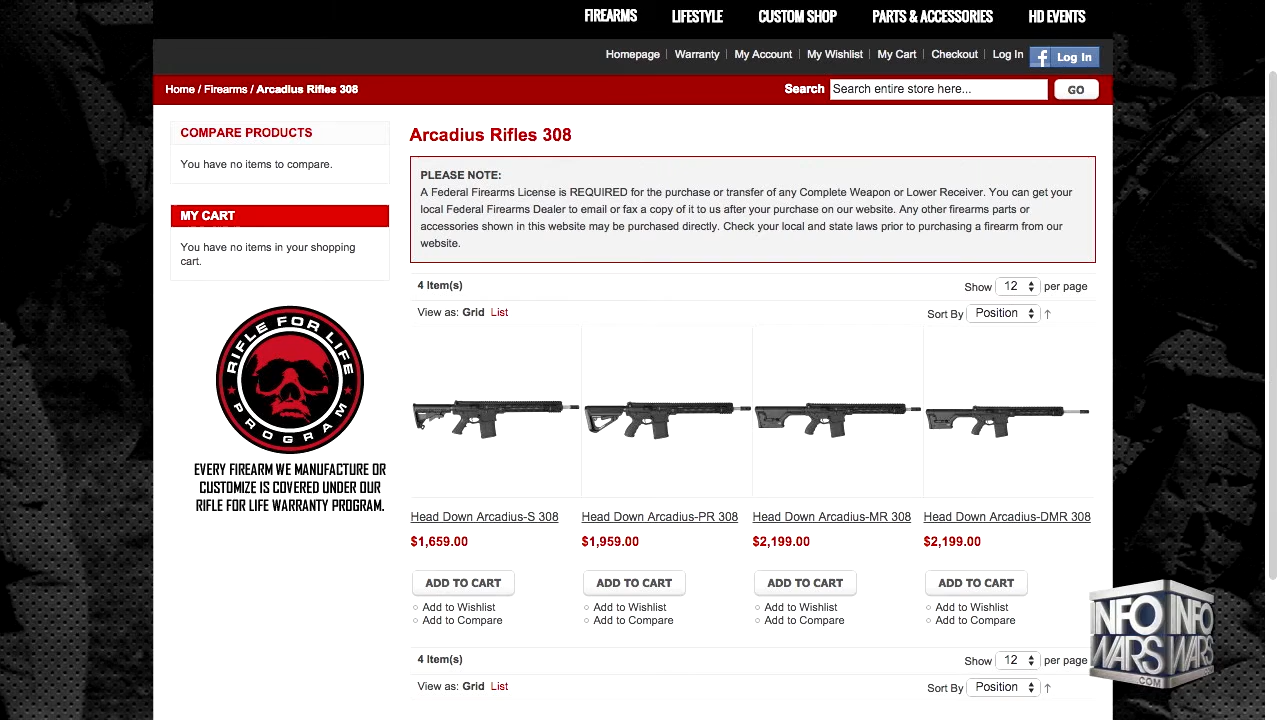 FIREARMS LIFESTYLE CUSTOM SHOP PARTS & ACCESSORIES HD EVENTS
Homepage Warranty My Account My Wishlist My Cart Checkout Log In f Log In
Home / Firearms / Arcadius Rifles 308
Search Search entire store here... GO
COMPARE PRODUCTS
You have no items to compare.
MY CART
You have no items in your shopping
cart.
RIFLE FOR LIFE
PROGRAM
EVERY FIREARM WE MANUFACTURE OR
CUSTOMIZE IS COVERED UNDER OUR
RIFLE FOR LIFE WARRANTY PROGRAM.
Arcadius Rifles 308
PLEASE NOTE:
A Federal Firearms License is REQUIRED for the purchase or transfer of any Complete Weapon or Lower Receiver. You can get your
local Federal Firearms Dealer to email or fax a copy of it to us after your purchase on our website. Any other firearms parts or
accessories shown in this website may be purchased directly. Check your local and state laws prior to purchasing a firearm from our
website.
4 Item(s) Show 12 per page
View as: Grid List Sort By Position
Head Down Arcadius-S 308 Head Down Arcadius-PR 308 Head Down Arcadius-MR 308 Head Down Arcadius-DMR 308
$1,659.00 $1,959.00 $2,199.00 $2,199.00
ADD TO CART ADD TO CART ADD TO CART ADD TO CART
Add to Wishlist Add to Wishlist Add to Wishlist Add to Wishlist
Add to Compare Add to Compare Add to Compare Add to Compare
4 Item(s) Show 12 per page
View as: Grid List Sort By Position
INFO INFO
WARS WARS
.COM